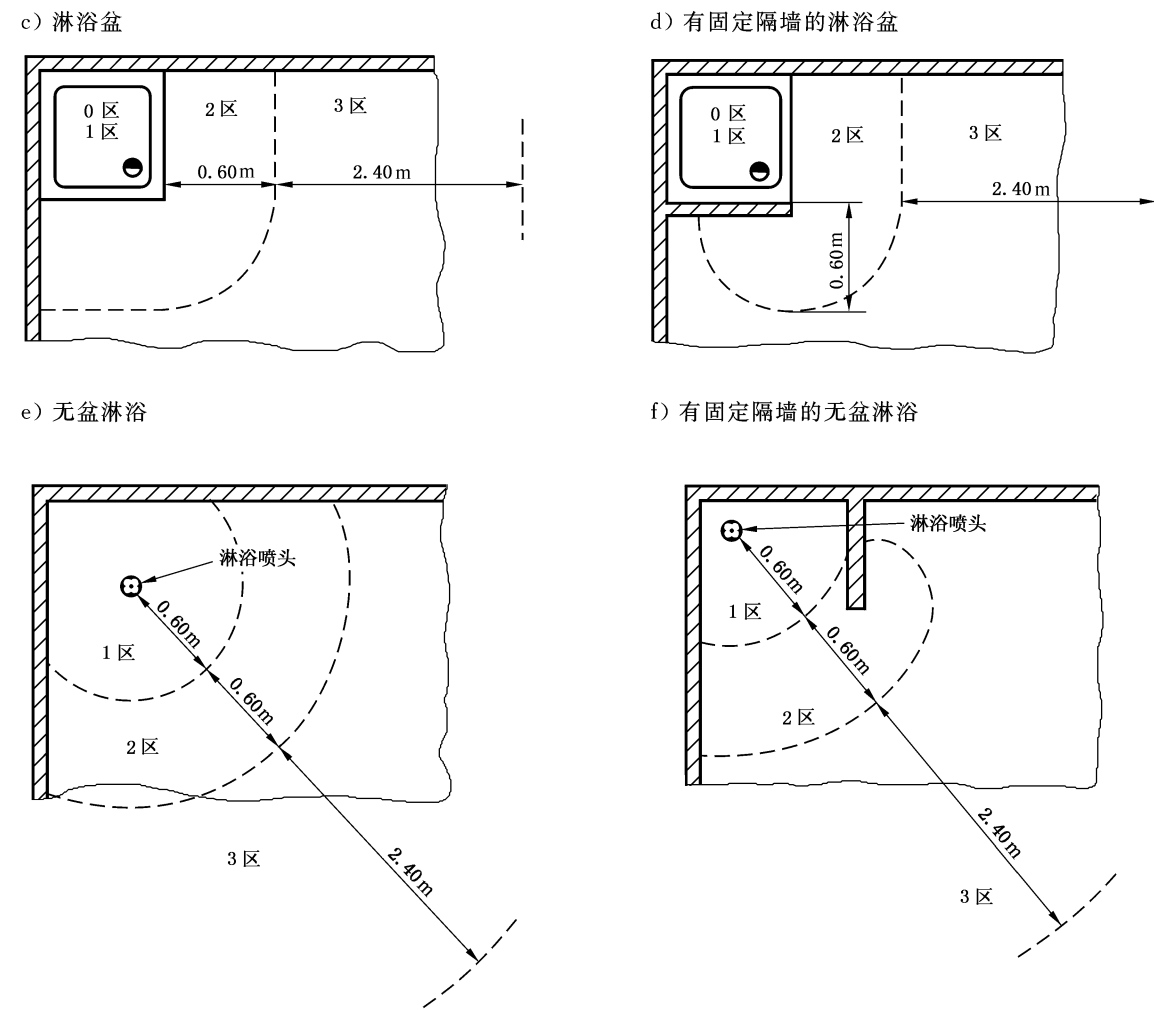 c) 淋浴盆
0 区
1 区
2 区
3 区
0.60m
2.40m
d) 有固定隔墙的淋浴盆
0 区
1 区
2 区
3 区
2.40m
0.60m
e) 无盆淋浴
淋浴喷头
0.60m
1 区
0.60m
2 区
3 区
2.40m
f) 有固定隔墙的无盆淋浴
淋浴喷头
0.60m
1 区
0.60m
2 区
2.40m
3 区